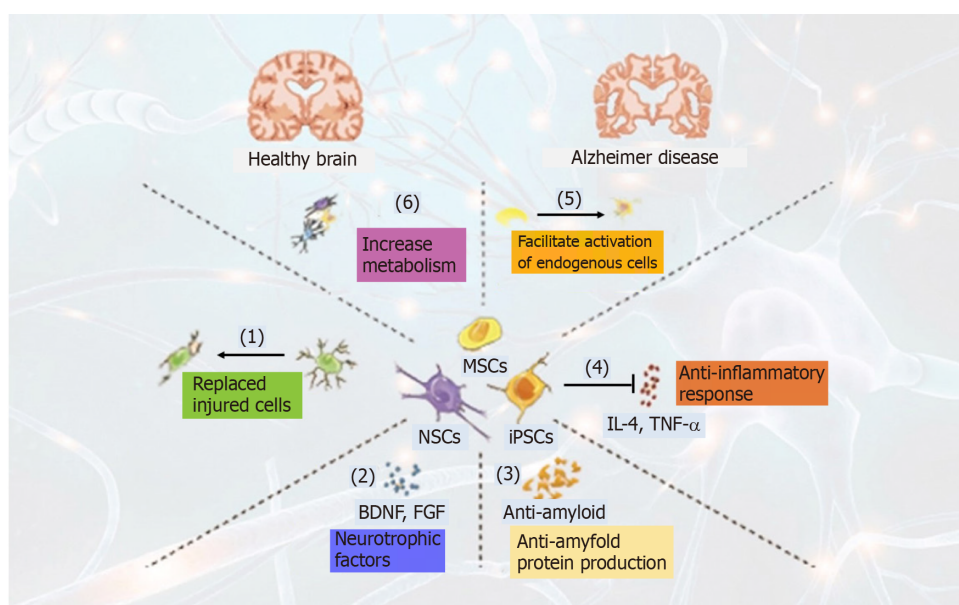 Healthy brain
Alzheimer disease
(6)
Increase
metabolism
(5)
Facilitate activation
of endogenous cells
(1)
Replaced
injured cells
MSCs
NSCs
iPSCs
(4)
Anti-inflammatory
response
IL-4, TNF-α
(2)
BDNF, FGF
Neurotrophic
factors
(3)
Anti-amyloid
Anti-amyfold
protein production